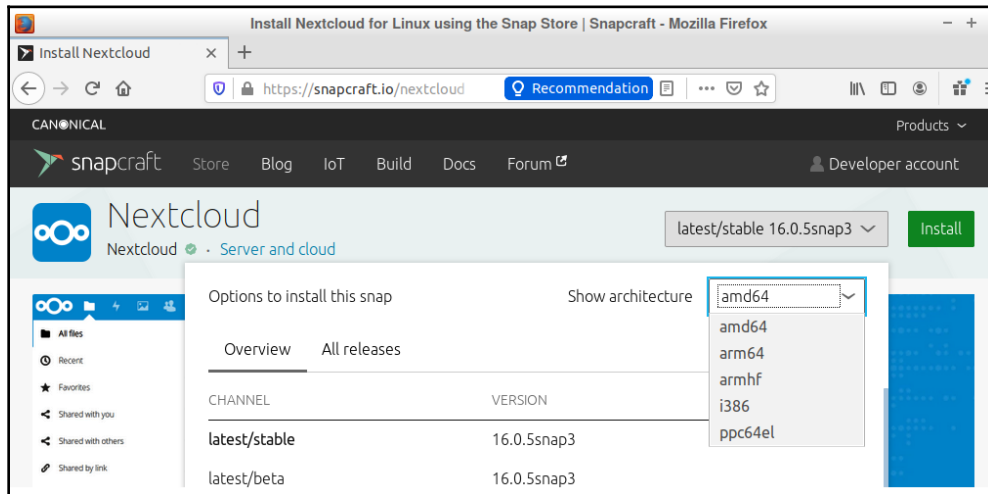 Install Nextcloud for Linux using the Snap Store | Snapcraft - Mozilla Firefox
Install Nextcloud
https://snapcraft.io/nextcloud
Recommendation
CANONICAL
Products
snapcraft Store Blog IoT Build Docs Forum Developer account
Nextcloud
Nextcloud · Server and cloud
latest/stable 16.0.5snap3
Install
Options to install this snap
Show architecture amd64
amd64
arm64
armhf
i386
ppc64el
Overview All releases
CHANNEL VERSION
latest/stable 16.0.5snap3
latest/beta 16.0.5snap3
All files
Recent
Favorites
Shared with you
Shared with others
Shared by link